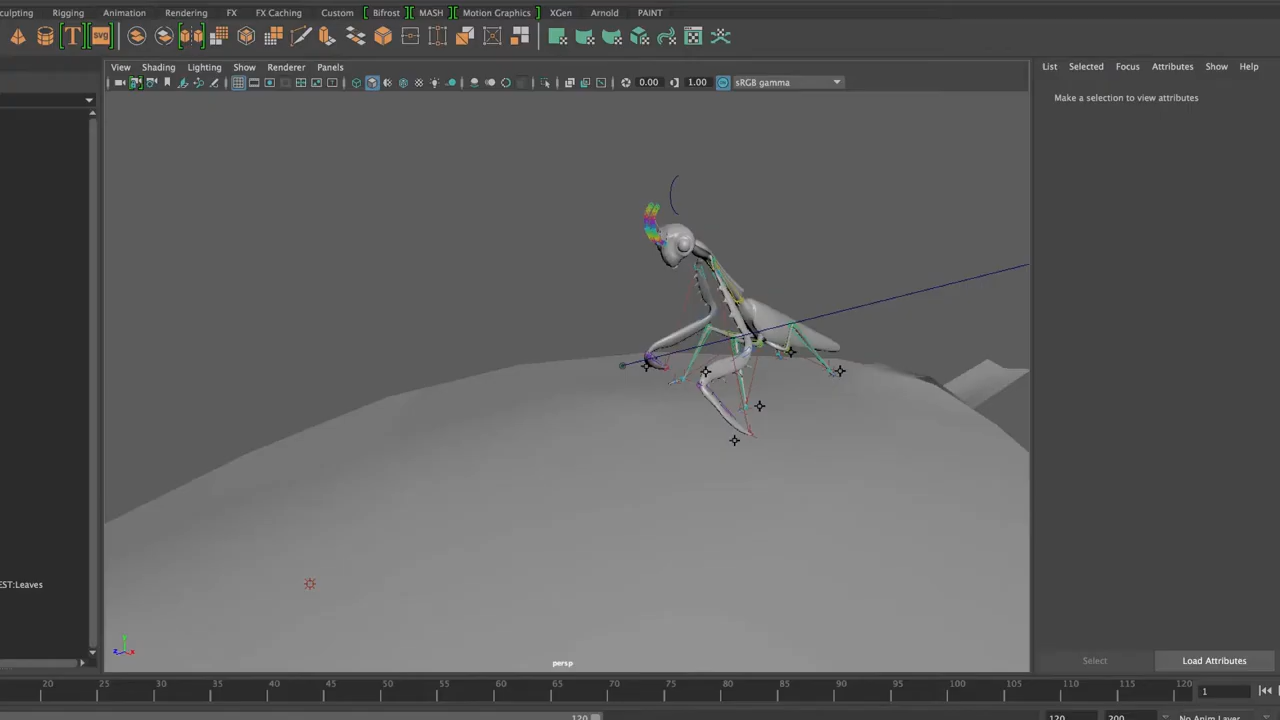 culpting Rigging Animation Rendering FX FX Caching Custom Bifrost MASH Motion Graphics XGen Arnold PAINT
T SVG
View Shading Lighting Show Renderer Panels
List Selected Focus Attributes Show Help
0.00 1.00 sRGB gamma
Make a selection to view attributes
EST:Leaves
persp
Select Load Attributes
20 25 30 35 40 45 50 55 60 65 70 75 80 85 90 95 100 105 110 115 120 1
120 120 200 No Anim Layer